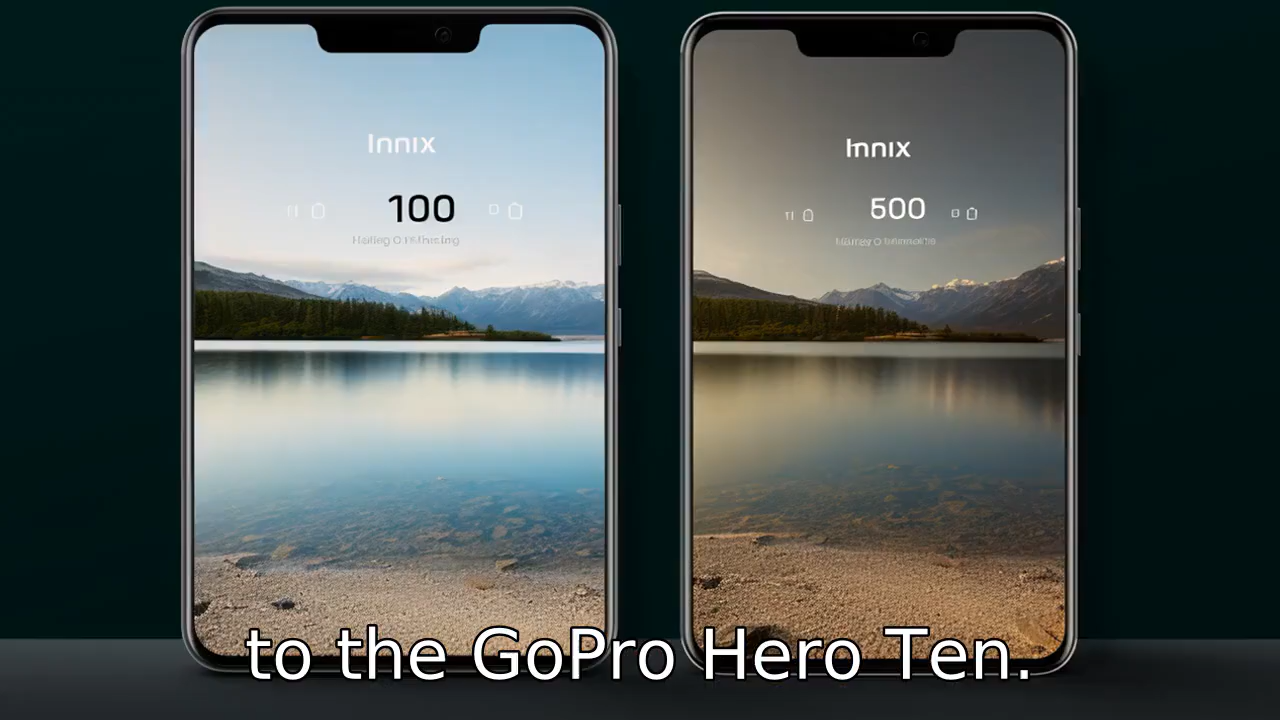 Innix
Innix
100
500
to the GoPro Hero Ten.